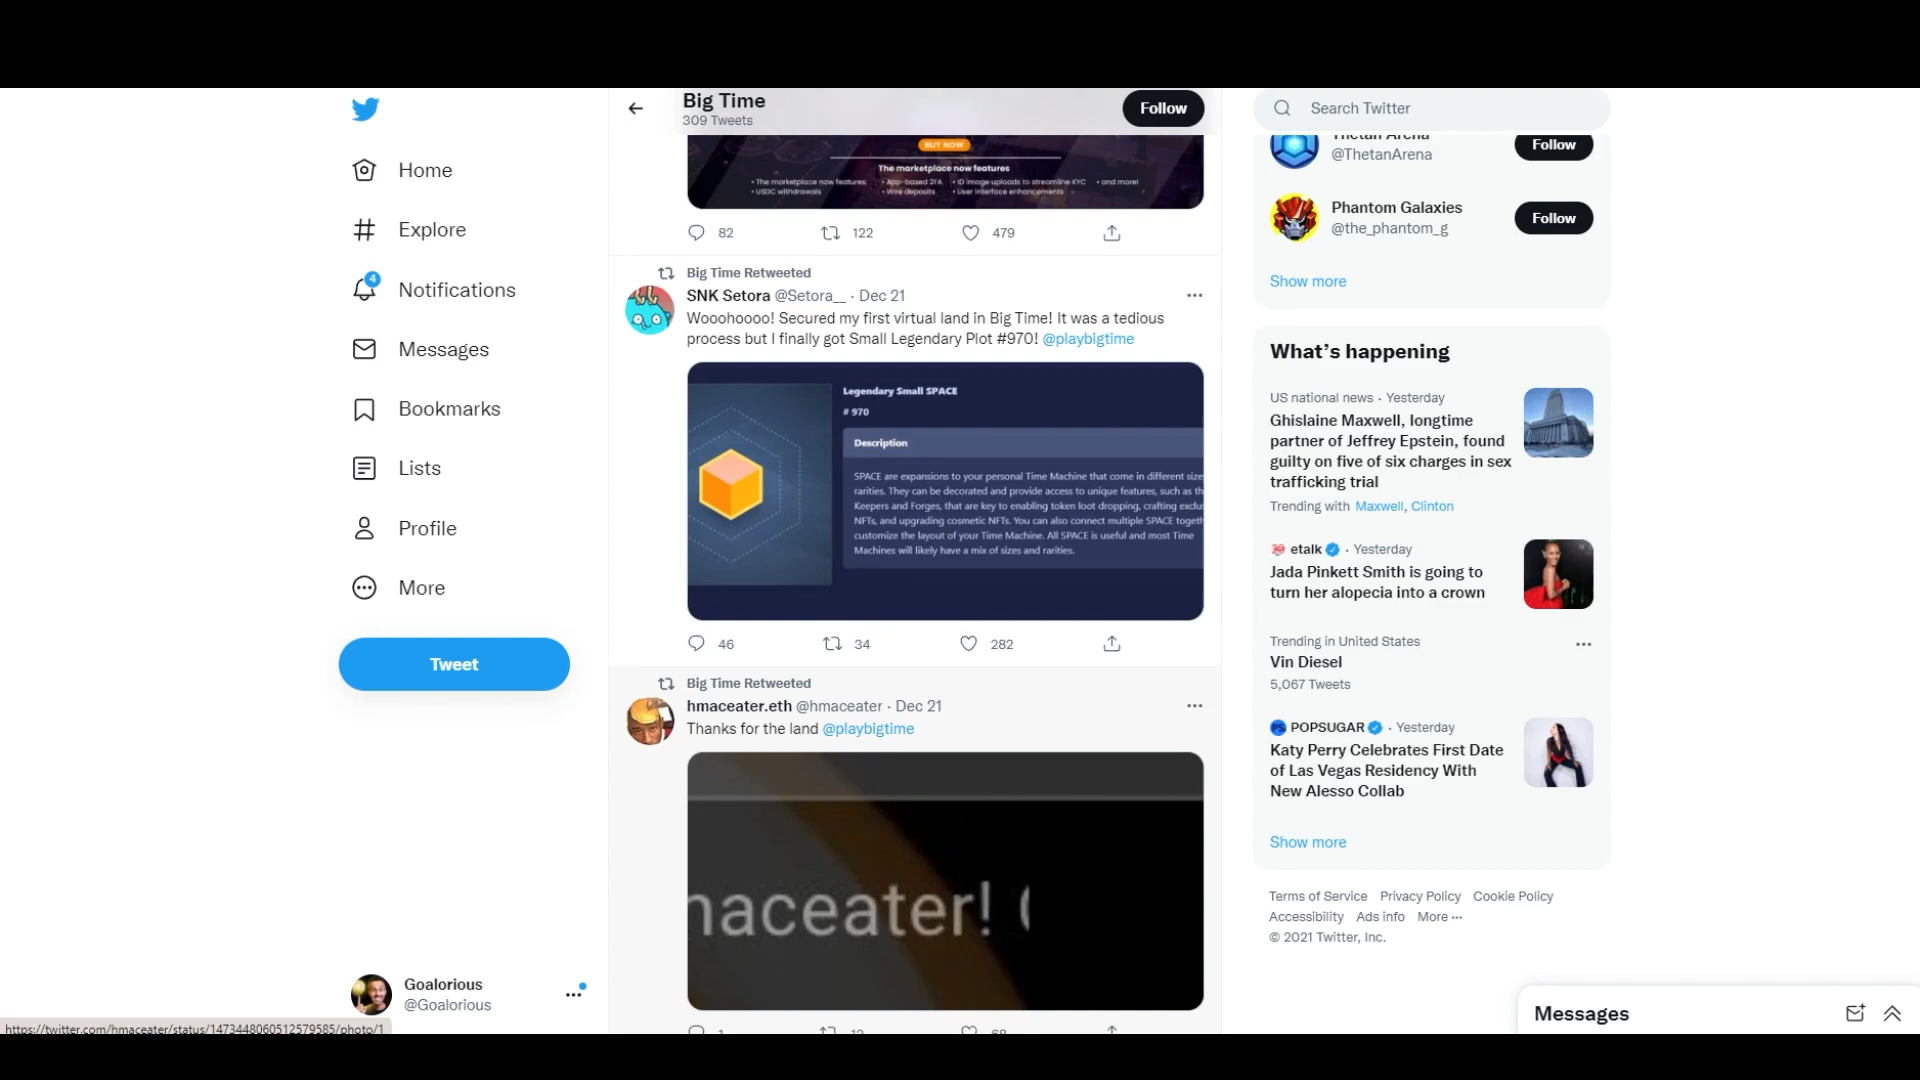 Home
Explore
4
Notifications
Messages
Bookmarks
Lists
Profile
More
Tweet
Goalorious
@Goalorious
https://twitter.com/hmaceater/status/1473448060512579585/photo/1
Big Time
309 Tweets
Follow
BUY NOW
The marketplace now features
• The marketplace now features: • App-based 2FA • ID image uploads to streamline KYC • and more!
• USDC withdrawals • Wire deposits • User interface enhancements
82 122 479
Big Time Retweeted
SNK Setora @Setora__ · Dec 21
Wooohoooo! Secured my first virtual land in Big Time! It was a tedious
process but I finally got Small Legendary Plot #970! @playbigtime
Legendary Small SPACE
# 970
Description
SPACE are expansions to your personal Time Machine that come in different size
rarities. They can be decorated and provide access to unique features, such as th
Keepers and Forges, that are key to enabling token loot dropping, crafting exclus
NFTs, and upgrading cosmetic NFTs. You can also connect multiple SPACE togeth
customize the layout of your Time Machine. All SPACE is useful and most Time
Machines will likely have a mix of sizes and rarities.
46 34 282
Big Time Retweeted
hmaceater.eth @hmaceater · Dec 21
Thanks for the land @playbigtime
maceater! (
1 12 68
Search Twitter
Thetan Arena
@ThetanArena
Follow
Phantom Galaxies
@the_phantom_g
Follow
Show more
What's happening
US national news · Yesterday
Ghislaine Maxwell, longtime
partner of Jeffrey Epstein, found
guilty on five of six charges in sex
trafficking trial
Trending with Maxwell, Clinton
etalk · Yesterday
Jada Pinkett Smith is going to
turn her alopecia into a crown
Trending in United States
Vin Diesel
5,067 Tweets
POPSUGAR · Yesterday
Katy Perry Celebrates First Date
of Las Vegas Residency With
New Alesso Collab
Show more
Terms of Service Privacy Policy Cookie Policy
Accessibility Ads info More ···
© 2021 Twitter, Inc.
Messages